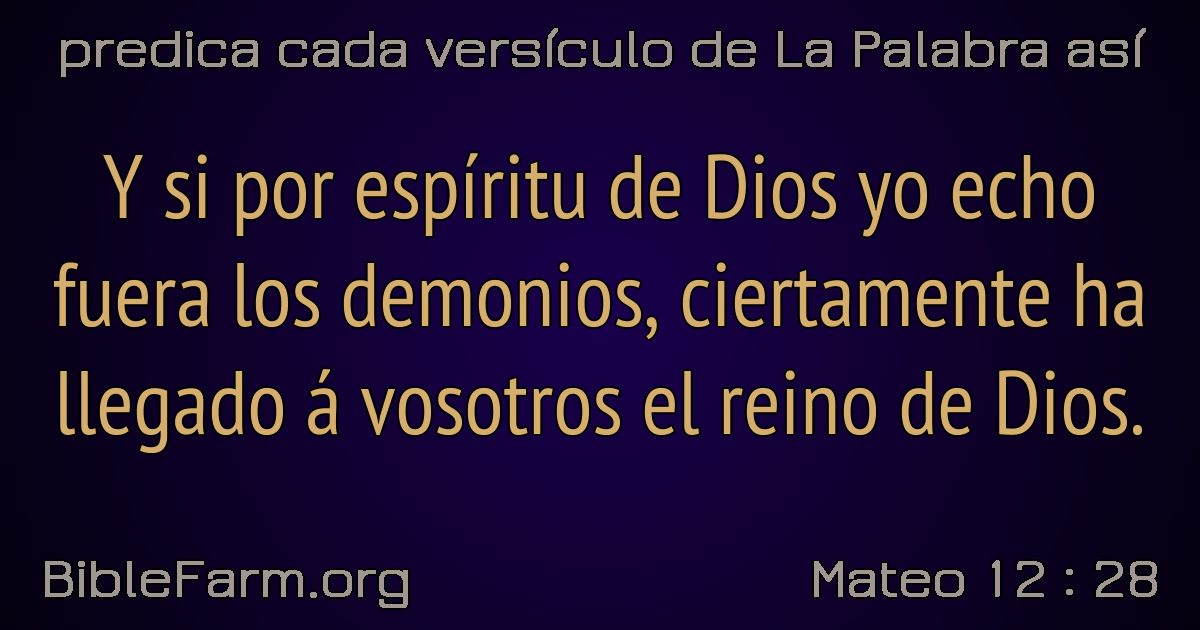 predica cada versículo de La Palabra así
Y si por espíritu de Dios yo echo
fuera los demonios, ciertamente ha
llegado á vosotros el reino de Dios.
BibleFarm.org
Mateo 12 : 28